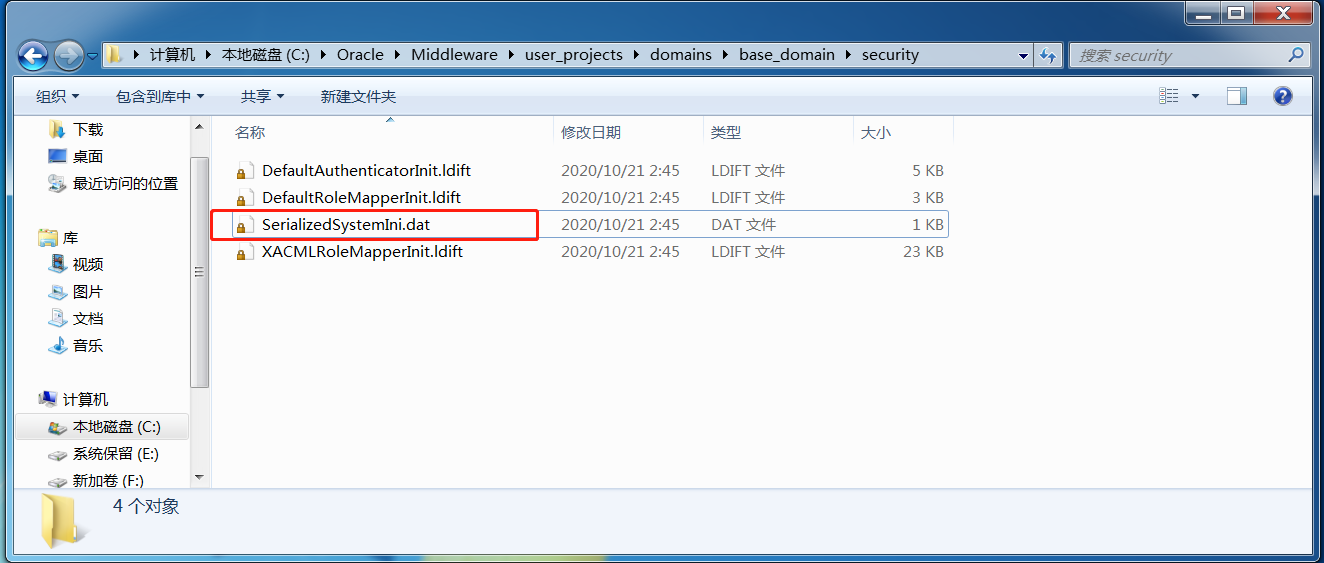 计算机 本地磁盘 (C:) Oracle Middleware user_projects domains base_domain security 搜索 security
组织 包含到库中 共享 新建文件夹
下载
桌面
最近访问的位置
库
视频
图片
文档
音乐
计算机
本地磁盘 (C:)
系统保留 (E:)
新加卷 (F:)
名称 修改日期 类型 大小
DefaultAuthenticatorInit.ldift 2020/10/21 2:45 LDIFT 文件 5 KB
DefaultRoleMapperInit.ldift 2020/10/21 2:45 LDIFT 文件 3 KB
SerializedSystemIni.dat 2020/10/21 2:45 DAT 文件 1 KB
XACMLRoleMapperInit.ldift 2020/10/21 2:45 LDIFT 文件 23 KB
4 个对象